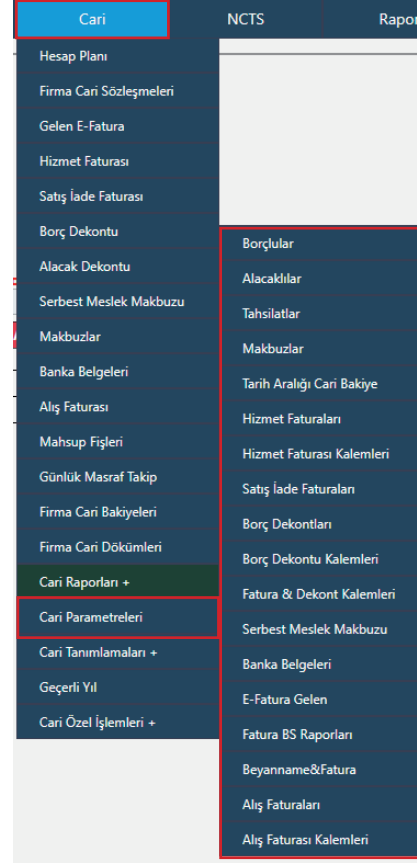 Cari
NCTS
Hesap Planı
Firma Cari Sözleşmeleri
Gelen E-Fatura
Hizmet Faturası
Satış İade Faturası
Borç Dekontu
Alacak Dekontu
Serbest Meslek Makbuzu
Makbuzlar
Banka Belgeleri
Alış Faturası
Mahsup Fişleri
Günlük Masraf Takip
Firma Cari Bakiyeleri
Firma Cari Dökümleri
Cari Raporları +
Cari Parametreleri
Cari Tanımlamaları +
Geçerli Yıl
Cari Özel İşlemleri +
Borçlular
Alacaklılar
Tahsilatlar
Makbuzlar
Tarih Aralığı Cari Bakiye
Hizmet Faturaları
Hizmet Faturası Kalemleri
Satış İade Faturaları
Borç Dekontları
Borç Dekontu Kalemleri
Fatura & Dekont Kalemleri
Serbest Meslek Makbuzu
Banka Belgeleri
E-Fatura Gelen
Fatura BS Raporları
Beyanname&Fatura
Alış Faturaları
Alış Faturası Kalemleri